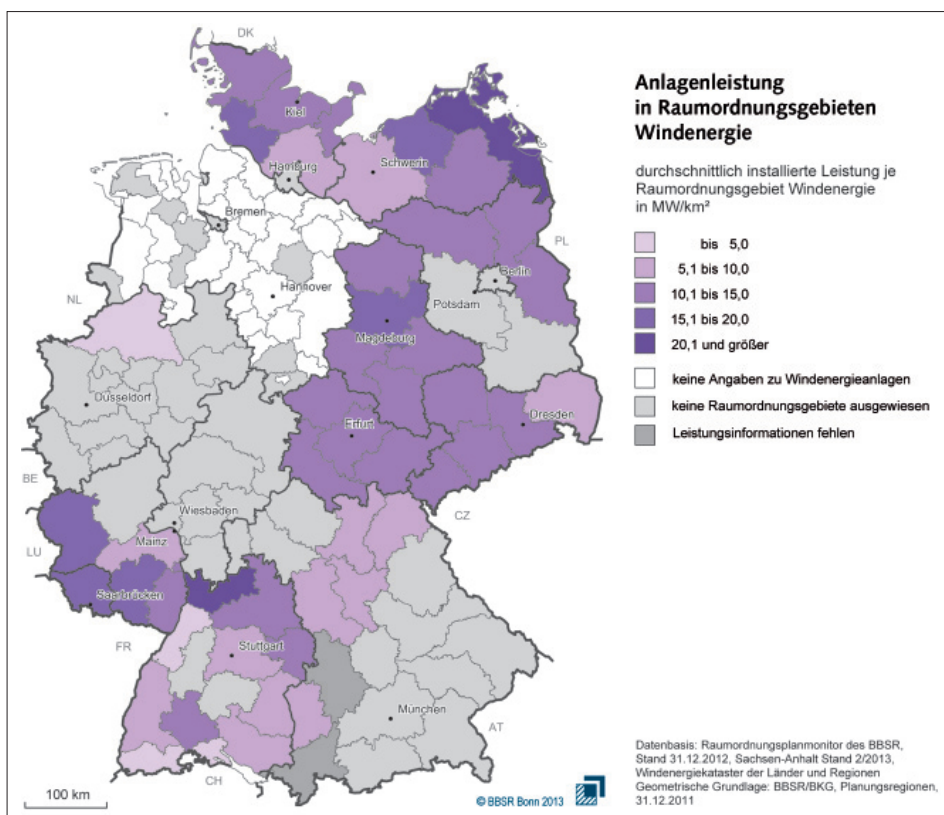 Anlagenleistung
in Raumordnungsgebieten
Windenergie
durchschnittlich installierte Leistung je
Raumordnungsgebiet Windenergie
in MW/km²
bis 5,0
5,1 bis 10,0
10,1 bis 15,0
15,1 bis 20,0
20,1 und größer
keine Angaben zu Windenergieanlagen
keine Raumordnungsgebiete ausgewiesen
Leistungsinformationen fehlen
DK
Kiel
Hamburg
Schwerin
Bremen
PL
Berlin
Potsdam
NL
Hannover
Magdeburg
Düsseldorf
Dresden
Erfurt
BE
CZ
Wiesbaden
Mainz
LU
Saarbrücken
FR
Stuttgart
München
AT
CH
100 km
© BBSR Bonn 2013
Datenbasis: Raumordnungsplanmonitor des BBSR,
Stand 31.12.2012, Sachsen-Anhalt Stand 2/2013,
Windenergiekataster der Länder und Regionen
Geometrische Grundlage: BBSR/BKG, Planungsregionen,
31.12.2011